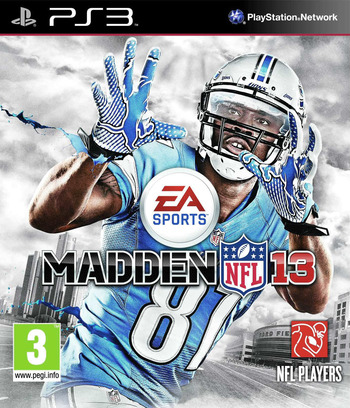 PS3
PlayStation®Network
EA
SPORTS
MADDEN NFL 13
81
3
www.pegi.info
NFL PLAYERS